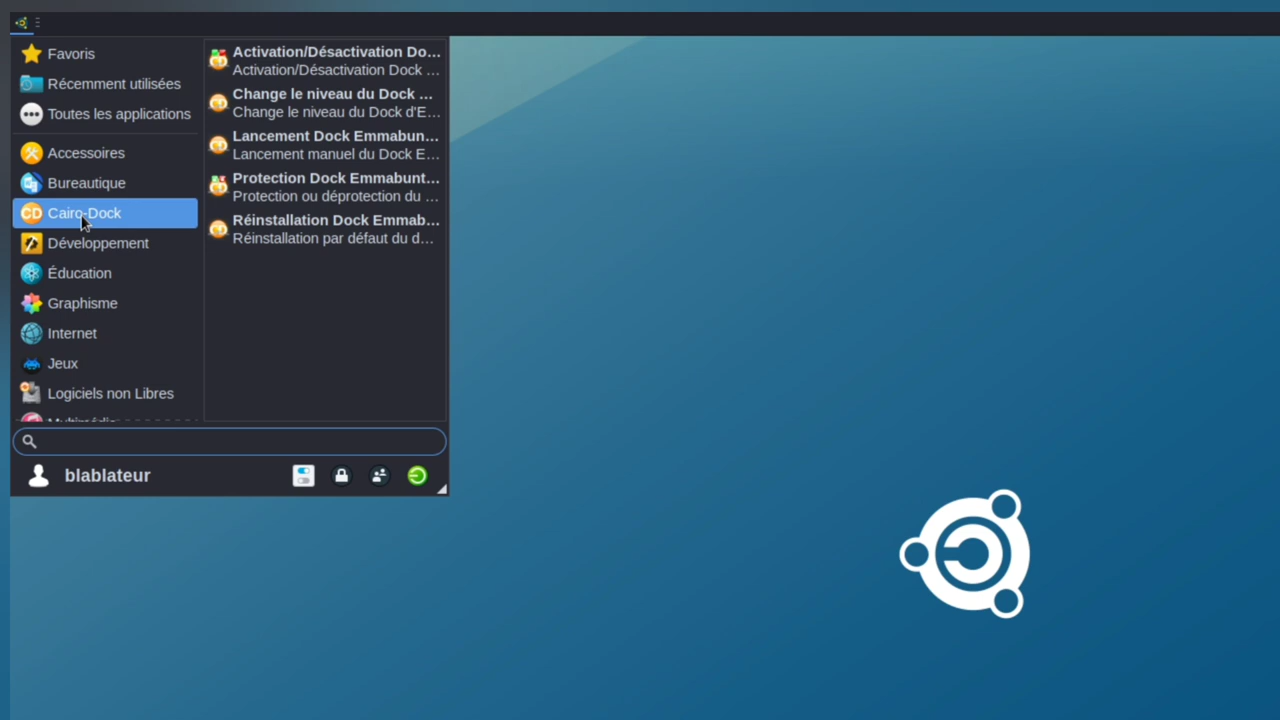 Favoris
Récemment utilisées
Toutes les applications
Accessoires
Bureautique
Cairo-Dock
Développement
Éducation
Graphisme
Internet
Jeux
Logiciels non Libres
Activation/Désactivation Do...
Activation/Désactivation Dock ...
Change le niveau du Dock ...
Change le niveau du Dock d'E...
Lancement Dock Emmabun...
Lancement manuel du Dock E...
Protection Dock Emmabunt...
Protection ou déprotection du ...
Réinstallation Dock Emmab...
Réinstallation par défaut du d...
blablateur